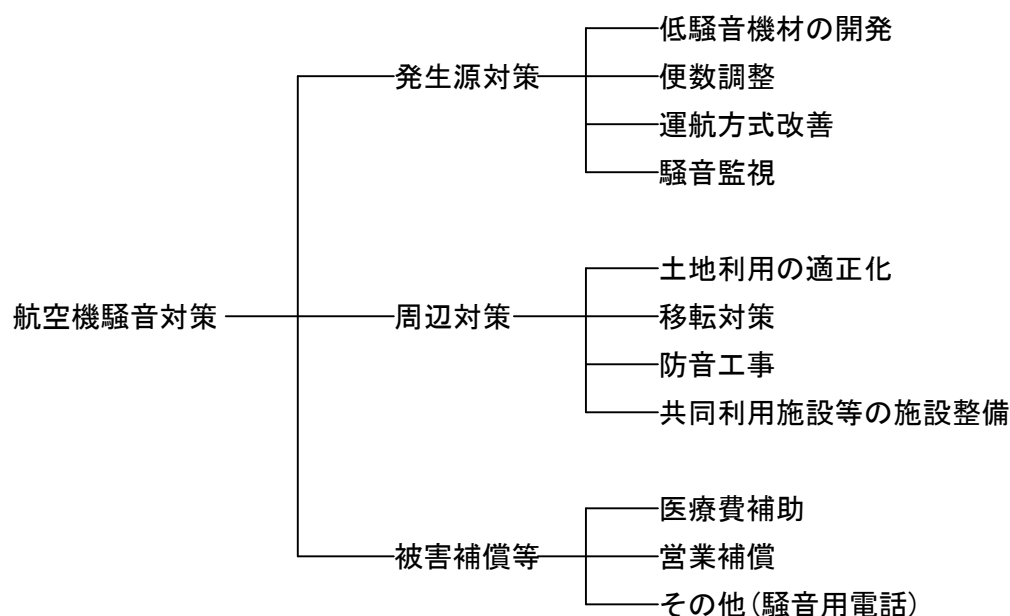 航空機騒音対策
発生源対策
低騒音機材の開発
便数調整
運航方式改善
騒音監視
周辺対策
土地利用の適正化
移転対策
防音工事
共同利用施設等の施設整備
被害補償等
医療費補助
営業補償
その他(騒音用電話)